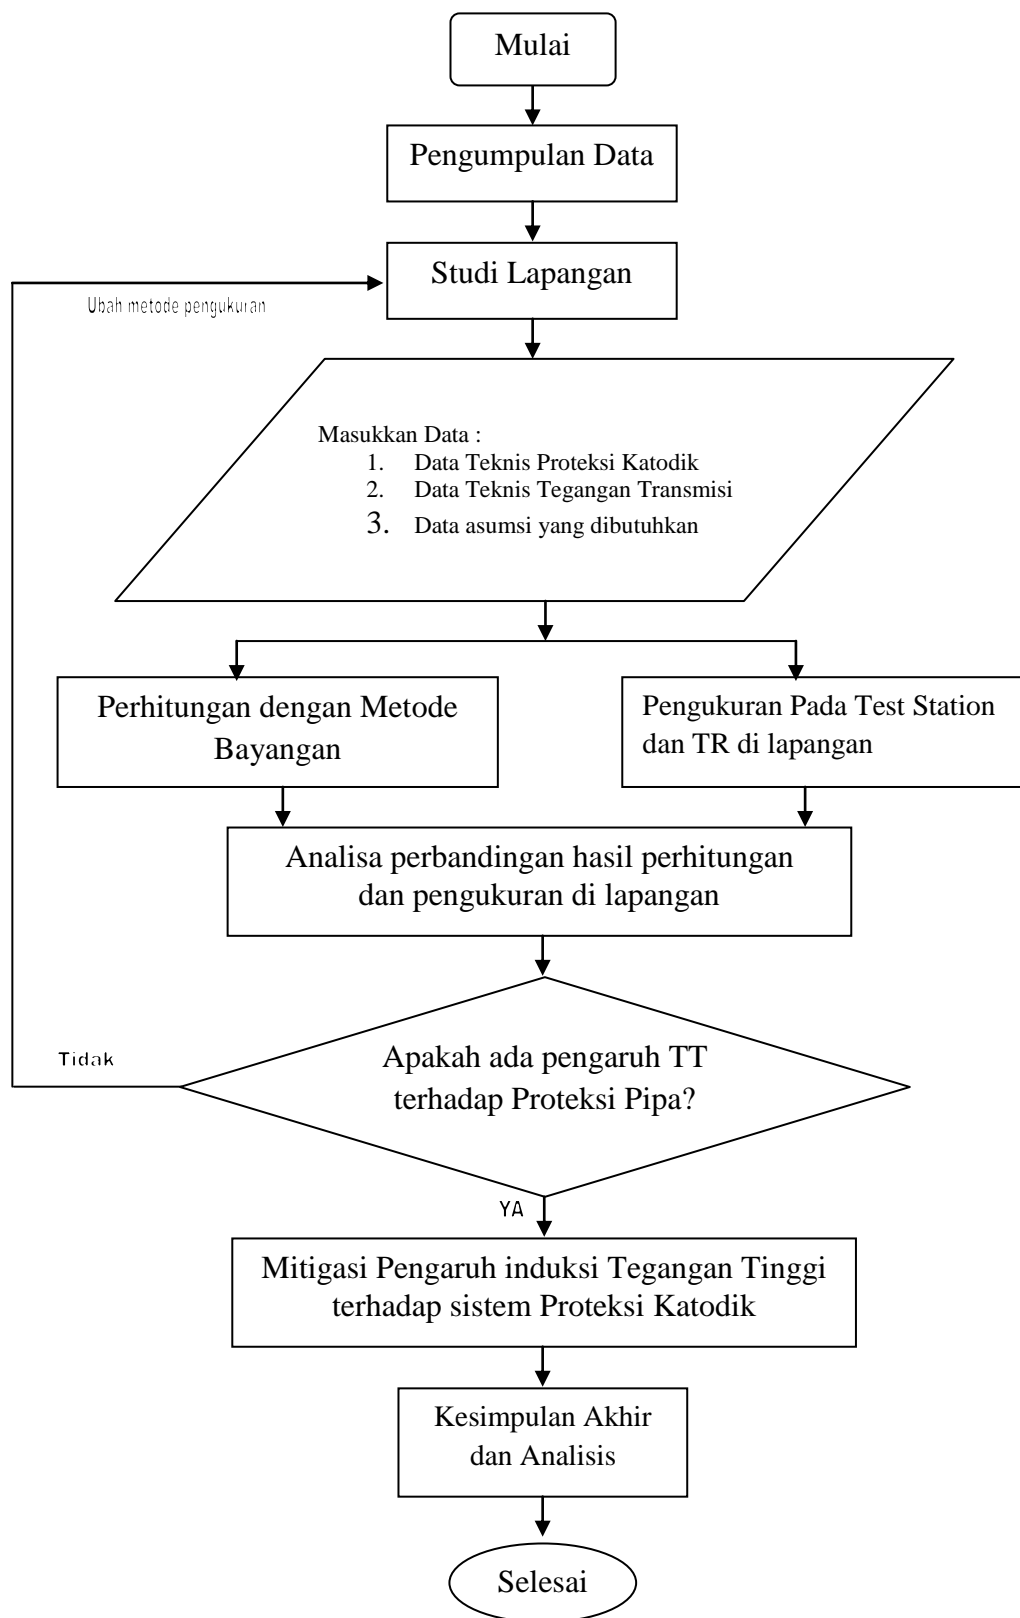 Mulai
Pengumpulan Data
Studi Lapangan
Ubah metode pengukuran
Masukkan Data :
1. Data Teknis Proteksi Katodik
2. Data Teknis Tegangan Transmisi
3. Data asumsi yang dibutuhkan
Perhitungan dengan Metode
Bayangan
Pengukuran Pada Test Station
dan TR di lapangan
Analisa perbandingan hasil perhitungan
dan pengukuran di lapangan
Tidak
Apakah ada pengaruh TT
terhadap Proteksi Pipa?
YA
Mitigasi Pengaruh induksi Tegangan Tinggi
terhadap sistem Proteksi Katodik
Kesimpulan Akhir
dan Analisis
Selesai